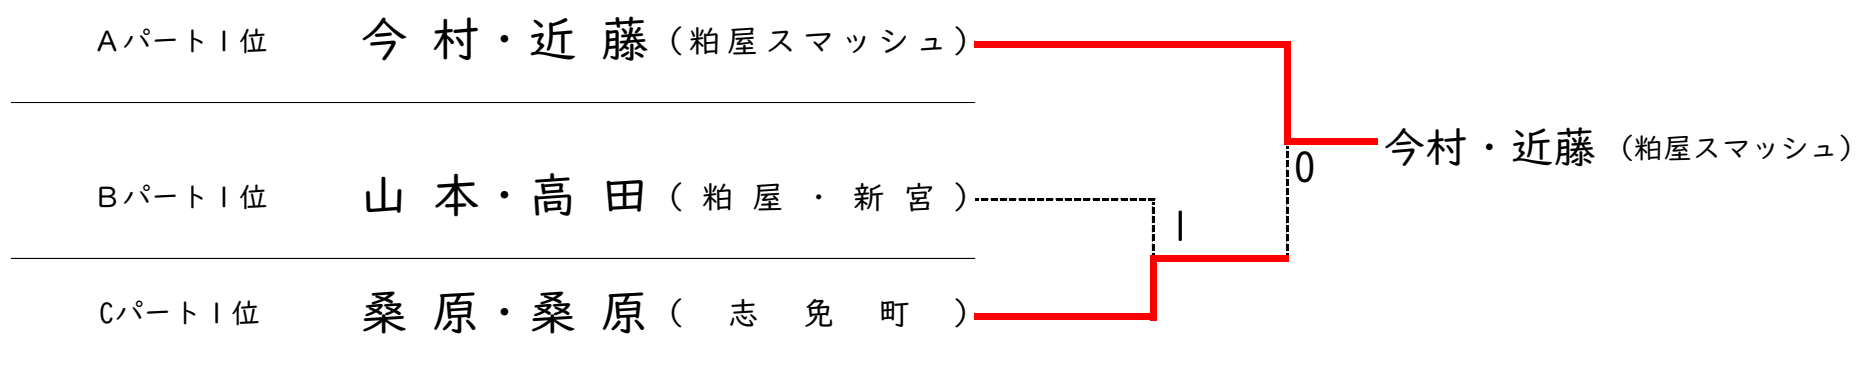 Aパート1位 今村・近藤(粕屋スマッシュ)
今村・近藤(粕屋スマッシュ)
0
Bパート1位 山本・高田(粕屋・新宮)
1
Cパート1位 桑原・桑原(志免町)